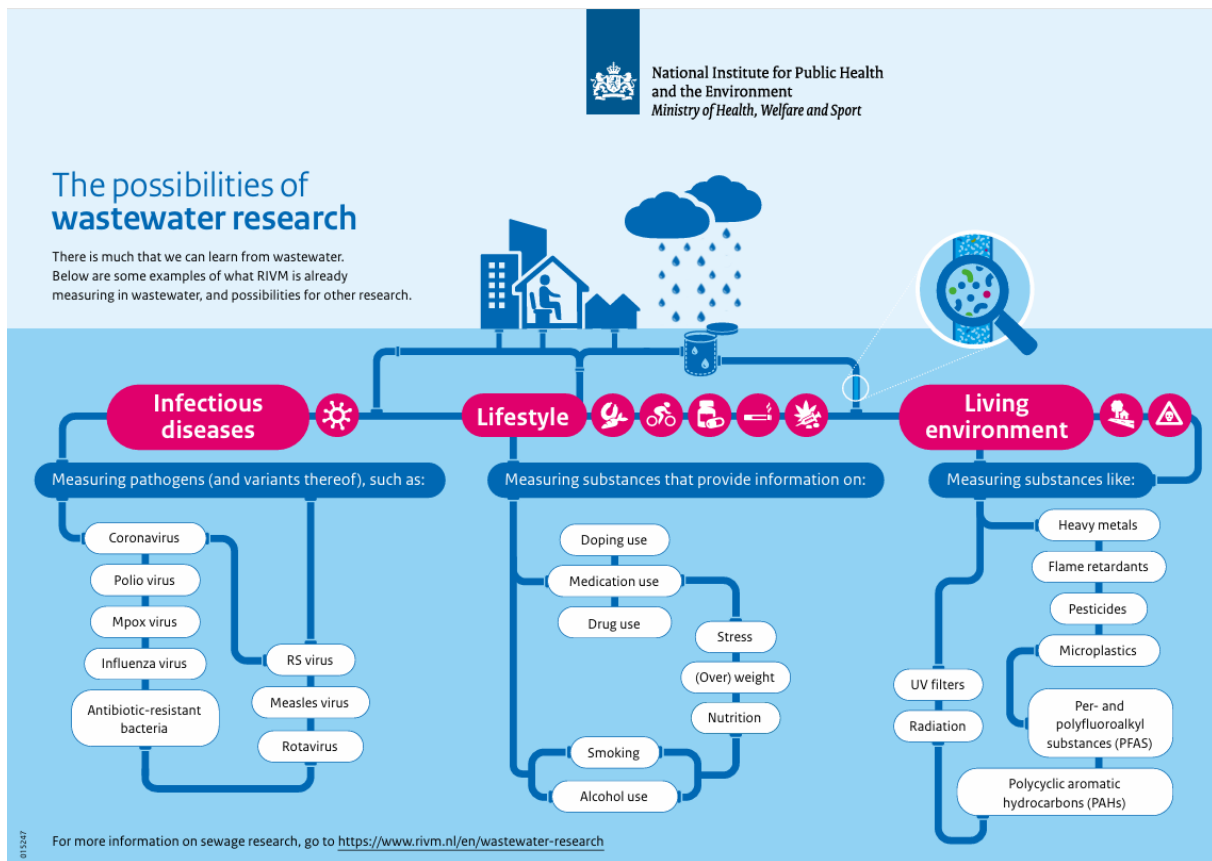 National Institute for Public Health
and the Environment
Ministry of Health, Welfare and Sport
The possibilities of
wastewater research
There is much that we can learn from wastewater.
Below are some examples of what RIVM is already
measuring in wastewater, and possibilities for other research.
Infectious
diseases
Measuring pathogens (and variants thereof), such as:
Coronavirus
Polio virus
Mpox virus
Influenza virus
Antibiotic-resistant
bacteria
RS virus
Measles virus
Rotavirus
Lifestyle
Measuring substances that provide information on:
Doping use
Medication use
Drug use
Stress
(Over) weight
Nutrition
Smoking
Alcohol use
Living
environment
Measuring substances like:
Heavy metals
Flame retardants
Pesticides
Microplastics
Per- and
polyfluoroalkyl
substances (PFAS)
Polycyclic aromatic
hydrocarbons (PAHs)
UV filters
Radiation
015247
For more information on sewage research, go to https://www.rivm.nl/en/wastewater-research